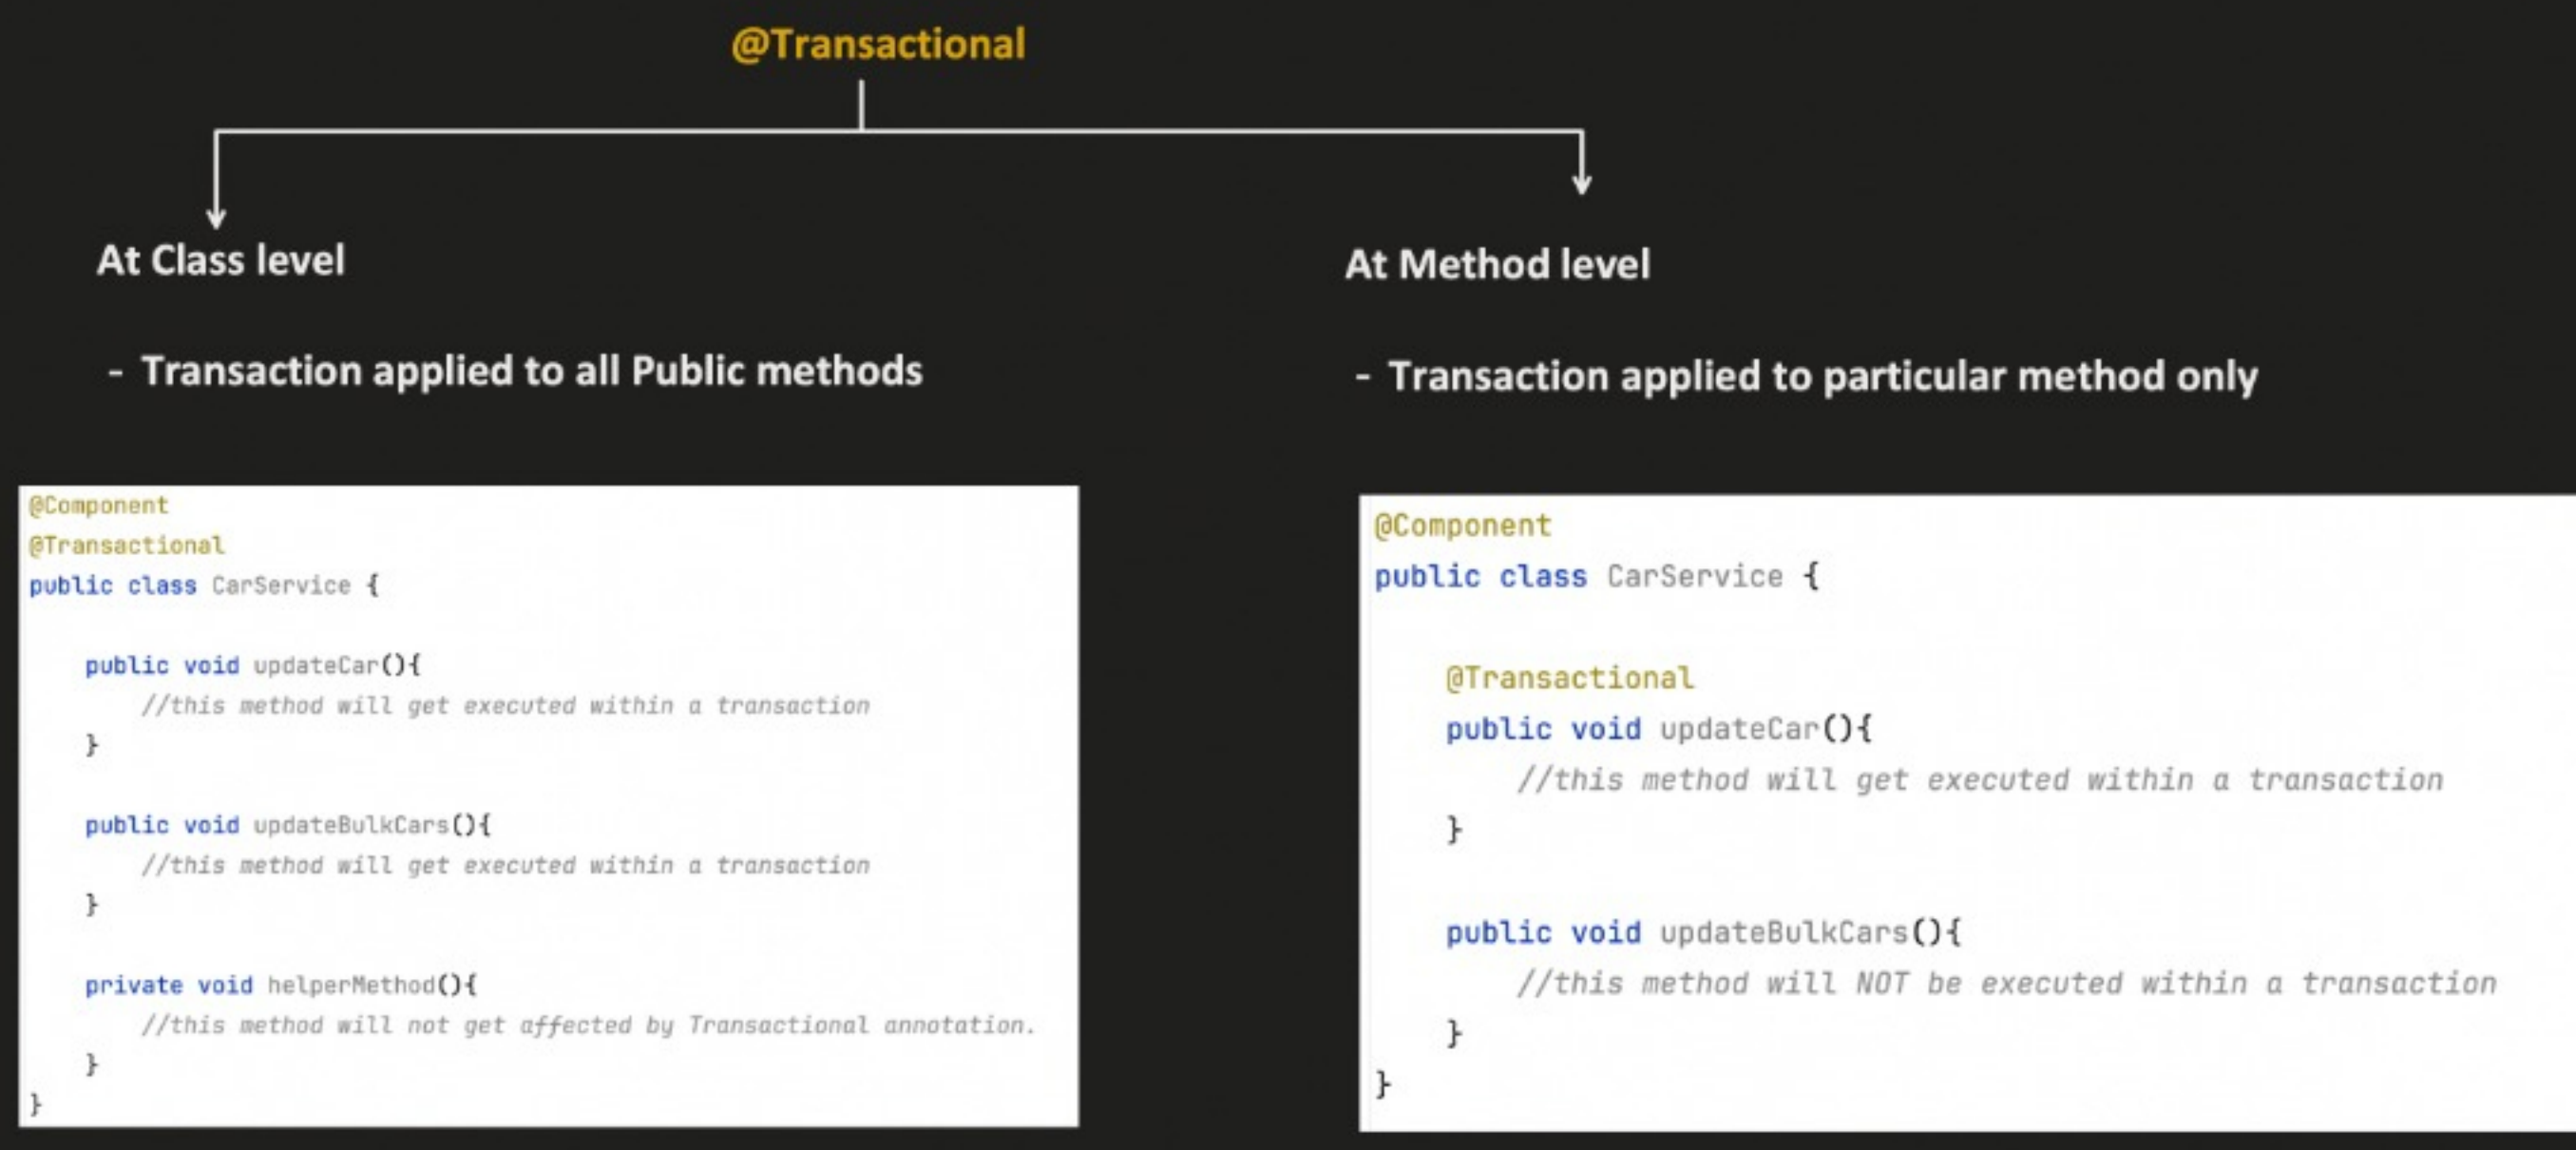 @Transactional
At Class level
- Transaction applied to all Public methods
@Component
@Transactional
public class CarService {
public void updateCar(){
//this method will get executed within a transaction
}
public void updateBulkCars(){
//this method will get executed within a transaction
}
private void helperMethod(){
//this method will not get affected by Transactional annotation.
}
}
At Method level
- Transaction applied to particular method only
@Component
public class CarService {
@Transactional
public void updateCar(){
//this method will get executed within a transaction
}
public void updateBulkCars(){
//this method will NOT be executed within a transaction
}
}